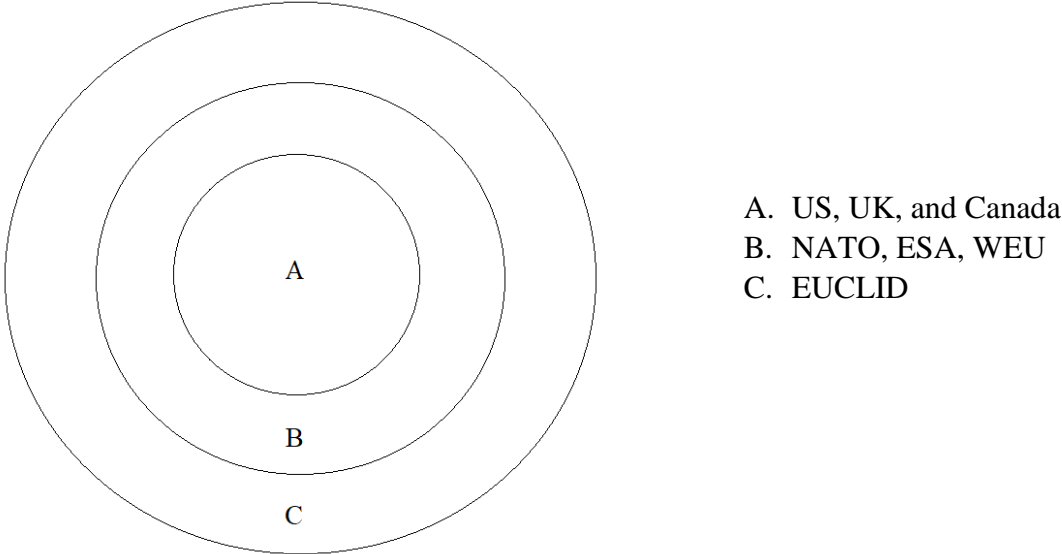 A
B
C
A. US, UK, and Canada
B. NATO, ESA, WEU
C. EUCLID